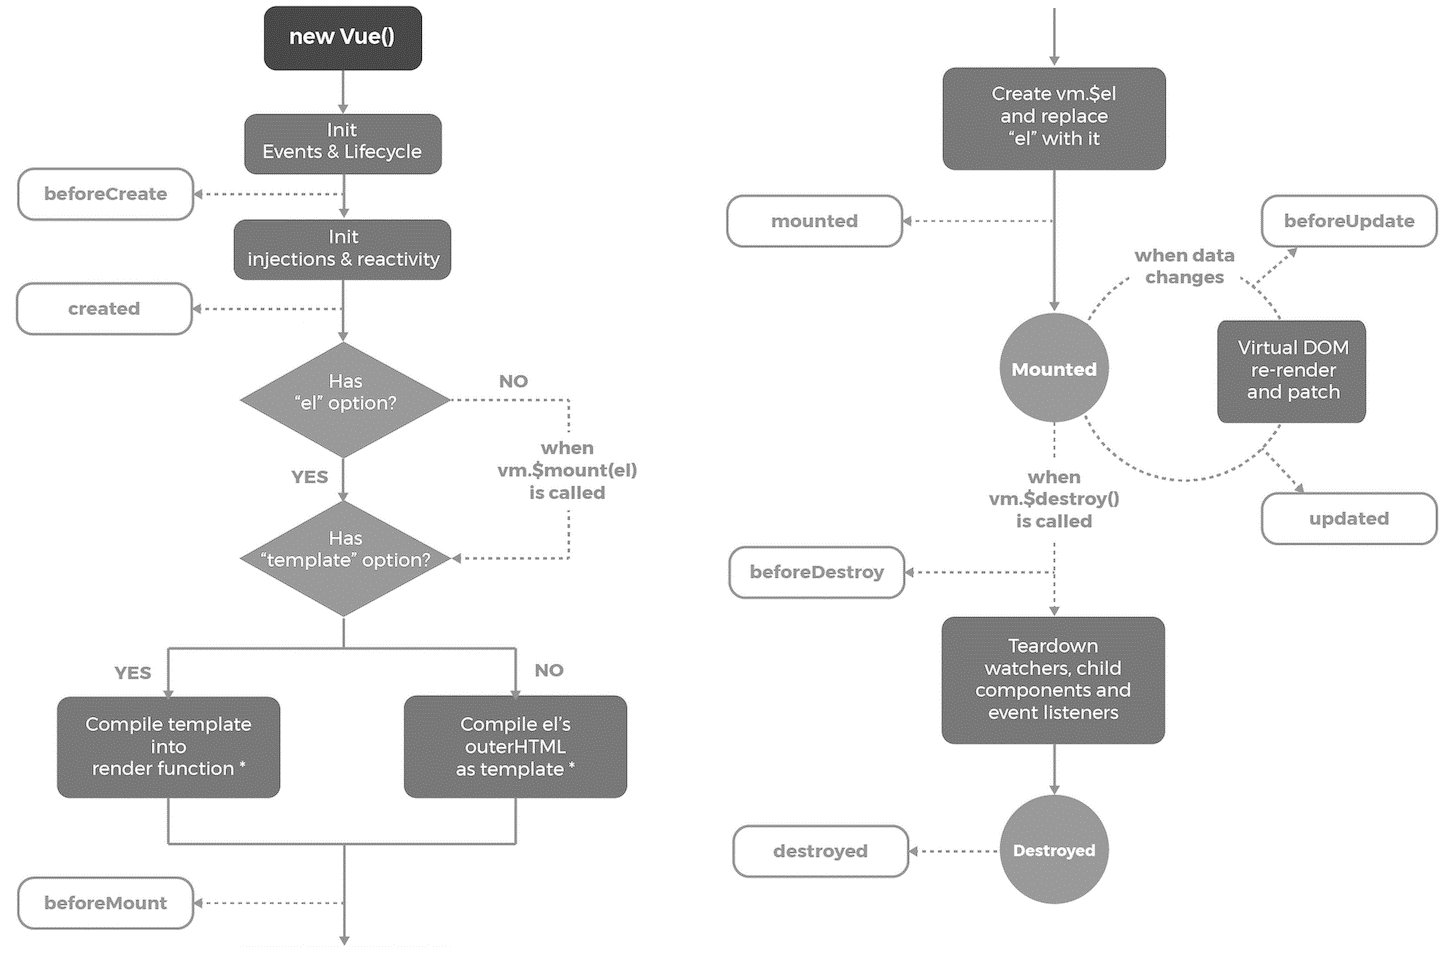 new Vue()
Init
Events & Lifecycle
beforeCreate
Init
injections & reactivity
created
Has
“el” option?
NO
when
vm.$mount(el)
is called
YES
Has
“template” option?
YES
NO
Compile template
into
render function *
Compile el’s
outerHTML
as template *
beforeMount
Create vm.$el
and replace
“el” with it
mounted
beforeUpdate
when data
changes
Mounted
Virtual DOM
re-render
and patch
when
vm.$destroy()
is called
updated
beforeDestroy
Teardown
watchers, child
components and
event listeners
destroyed
Destroyed